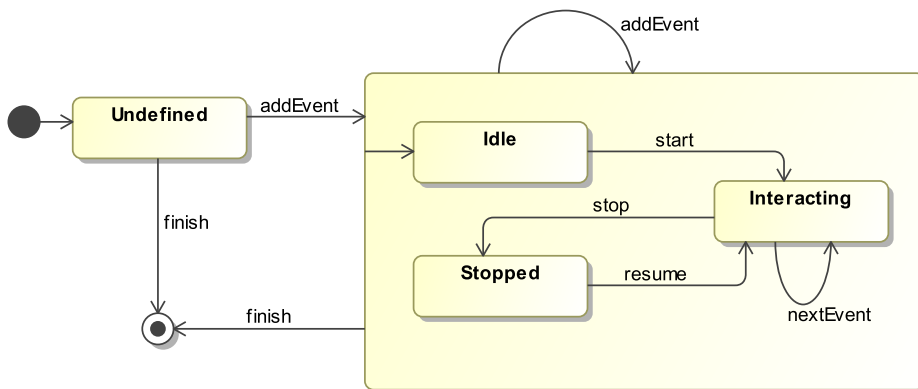 addEvent
Undefined
addEvent
Idle
start
Interacting
stop
finish
Stopped
resume
nextEvent
finish